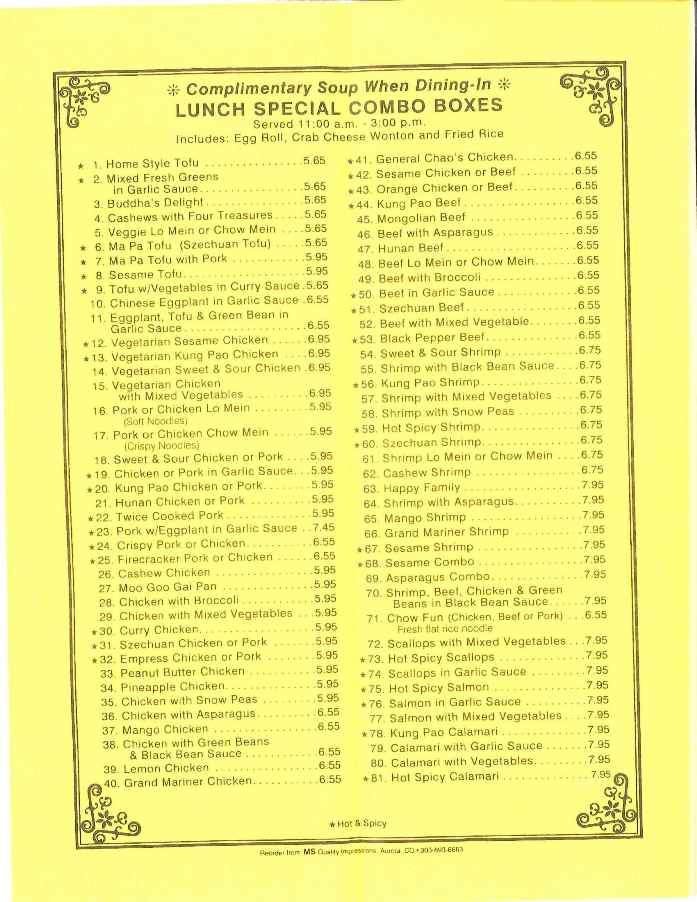 ❊ Complimentary Soup When Dining-In ❊
LUNCH SPECIAL COMBO BOXES
Served 11:00 a.m. - 3:00 p.m.
Includes: Egg Roll, Crab Cheese Wonton and Fried Rice
★ 1. Home Style Tofu ...............5.65
★ 2. Mixed Fresh Greens
in Garlic Sauce................5.65
3. Buddha's Delight...............5.65
4. Cashews with Four Treasures.....5.65
5. Veggie Lo Mein or Chow Mein ....5.65
★ 6. Ma Pa Tofu (Szechuan Tofu) .....5.65
★ 7. Ma Pa Tofu with Pork ...........5.95
★ 8. Sesame Tofu...................5.95
★ 9. Tofu w/Vegetables in Curry Sauce.5.65
10. Chinese Eggplant in Garlic Sauce.6.55
11. Eggplant, Tofu & Green Bean in
Garlic Sauce...................6.55
★12. Vegetarian Sesame Chicken ......6.95
★13. Vegetarian Kung Pao Chicken ....6.95
14. Vegetarian Sweet & Sour Chicken .6.95
15. Vegetarian Chicken
with Mixed Vegetables ..........6.95
16. Pork or Chicken Lo Mein .........5.95
(Soft Noodles)
17. Pork or Chicken Chow Mein ......5.95
(Crispy Noodles)
18. Sweet & Sour Chicken or Pork ....5.95
★19. Chicken or Pork in Garlic Sauce...5.95
★20. Kung Pao Chicken or Pork........5.95
21. Hunan Chicken or Pork ..........5.95
★22. Twice Cooked Pork..............5.95
★23. Pork w/Eggplant in Garlic Sauce ..7.45
★24. Crispy Pork or Chicken..........6.55
★25. Firecracker Pork or Chicken ......6.55
26. Cashew Chicken ................5.95
27. Moo Goo Gai Pan ...............5.95
28. Chicken with Broccoli ............5.95
29. Chicken with Mixed Vegetables ...5.95
★30. Curry Chicken..................5.95
★31. Szechuan Chicken or Pork .......5.95
★32. Empress Chicken or Pork ........5.95
33. Peanut Butter Chicken ...........5.95
34. Pineapple Chicken...............5.95
35. Chicken with Snow Peas .........5.95
36. Chicken with Asparagus..........6.55
37. Mango Chicken .................6.55
38. Chicken with Green Beans
& Black Bean Sauce ............6.55
39. Lemon Chicken .................6.55
40. Grand Mariner Chicken...........6.55
★41. General Chao's Chicken..........6.55
★42. Sesame Chicken or Beef .........6.55
★43. Orange Chicken or Beef..........6.55
★44. Kung Pao Beef ..................6.55
45. Mongolian Beef .................6.55
46. Beef with Asparagus .............6.55
47. Hunan Beef.....................6.55
48. Beef Lo Mein or Chow Mein.......6.55
49. Beef with Broccoli ...............6.55
★50. Beef in Garlic Sauce .............6.55
★51. Szechuan Beef..................6.55
52. Beef with Mixed Vegetable........6.55
★53. Black Pepper Beef...............6.55
54. Sweet & Sour Shrimp ............6.75
55. Shrimp with Black Bean Sauce....6.75
★56. Kung Pao Shrimp................6.75
57. Shrimp with Mixed Vegetables ....6.75
58. Shrimp with Snow Peas ..........6.75
★59. Hot Spicy Shrimp................6.75
★60. Szechuan Shrimp................6.75
61. Shrimp Lo Mein or Chow Mein ....6.75
62. Cashew Shrimp .................6.75
63. Happy Family...................7.95
64. Shrimp with Asparagus...........7.95
65. Mango Shrimp ..................7.95
66. Grand Mariner Shrimp ...........7.95
★67. Sesame Shrimp .................7.95
★68. Sesame Combo .................7.95
69. Asparagus Combo...............7.95
70. Shrimp, Beef, Chicken & Green
Beans in Black Bean Sauce ......7.95
71. Chow Fun (Chicken, Beef or Pork) ...6.55
Fresh flat rice noodle
72. Scallops with Mixed Vegetables ...7.95
★73. Hot Spicy Scallops ..............7.95
★74. Scallops in Garlic Sauce .........7.95
★75. Hot Spicy Salmon ...............7.95
★76. Salmon in Garlic Sauce ..........7.95
77. Salmon with Mixed Vegetables ....7.95
★78. Kung Pao Calamari ..............7.95
79. Calamari with Garlic Sauce .......7.95
80. Calamari with Vegetables.........7.95
★81. Hot Spicy Calamari ..............7.95
★ Hot & Spicy
Reorder from: MS Quality Impressions, Aurora, CO • 303-690-6603